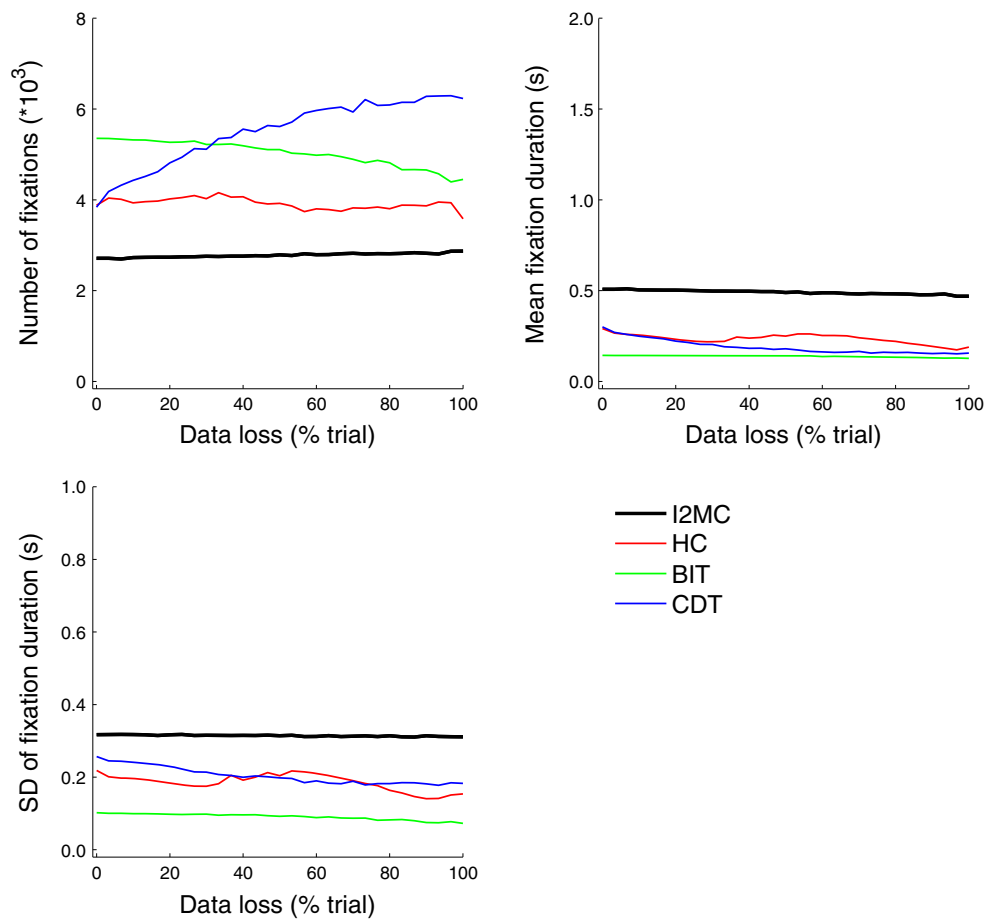 Number of fixations (*10^3)
8
6
4
2
0
0 20 40 60 80 100
Data loss (% trial)
Mean fixation duration (s)
2.0
1.5
1.0
0.5
0.0
0 20 40 60 80 100
Data loss (% trial)
SD of fixation duration (s)
1.0
0.8
0.6
0.4
0.2
0.0
0 20 40 60 80 100
Data loss (% trial)
I2MC
HC
BIT
CDT